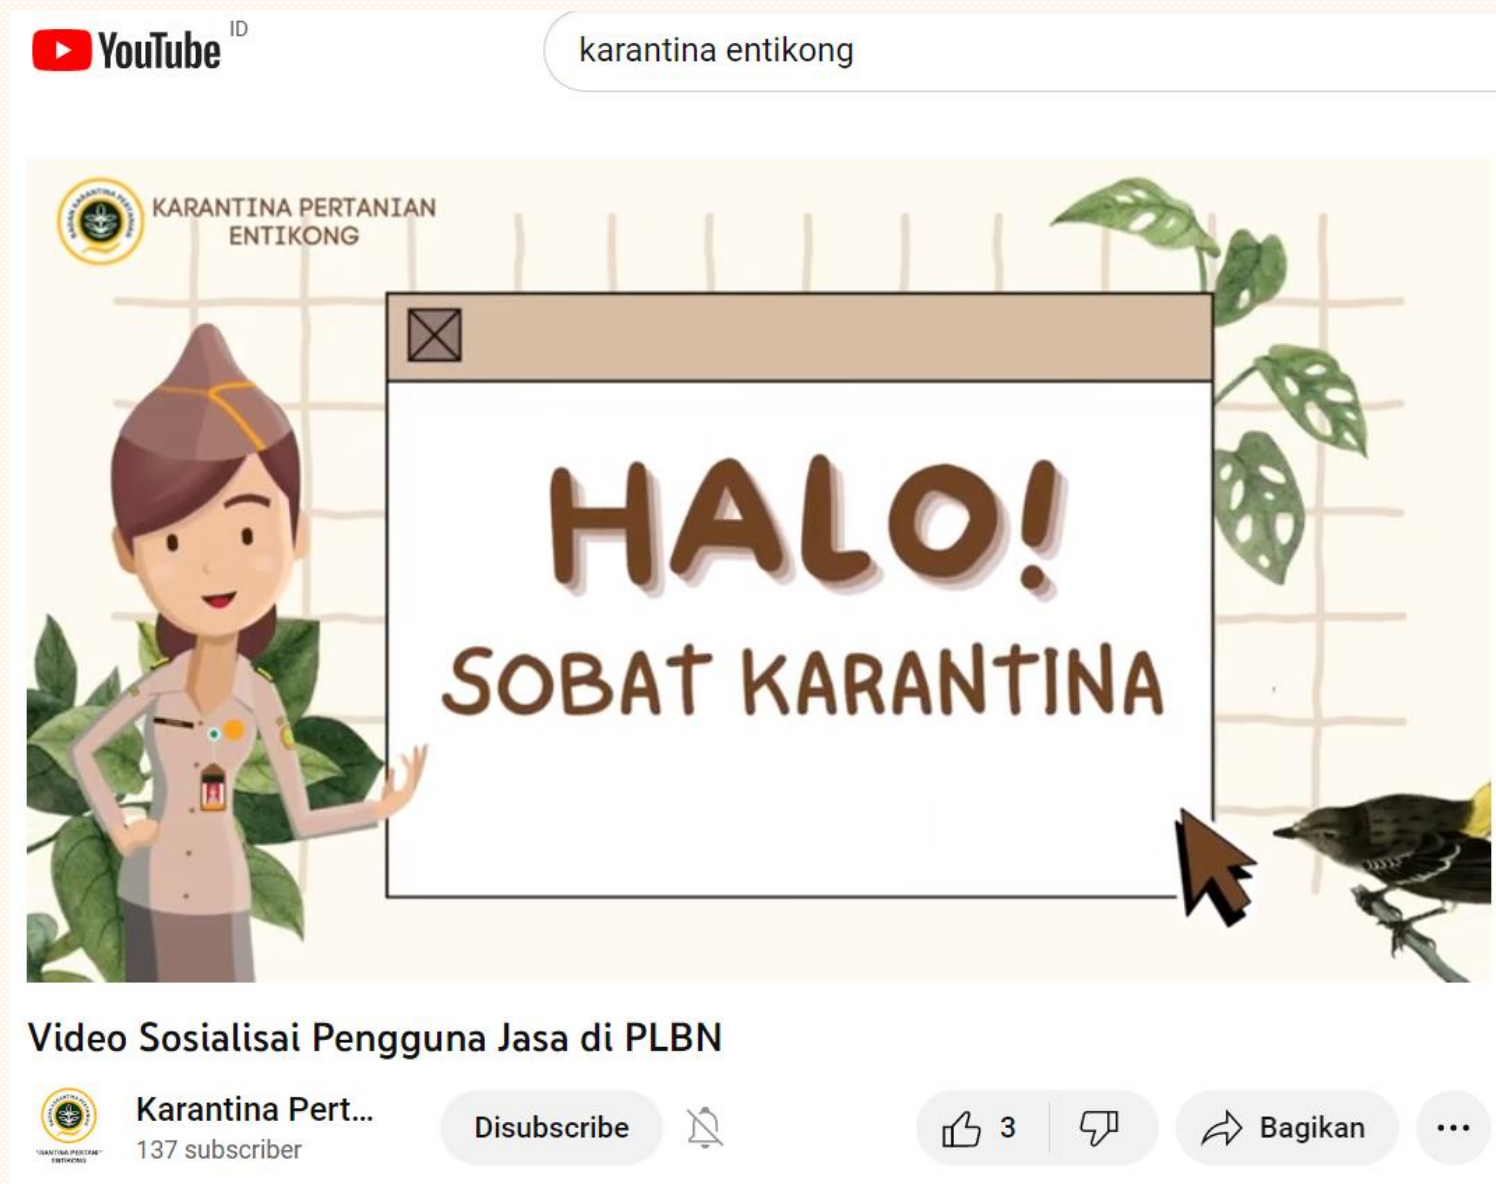 YouTube ID
karantina entikong
KARANTINA PERTANIAN
ENTIKONG
HALO!
SOBAT KARANTINA
Video Sosialisai Pengguna Jasa di PLBN
Karantina Pert...
137 subscriber
Disubscribe
3
Bagikan